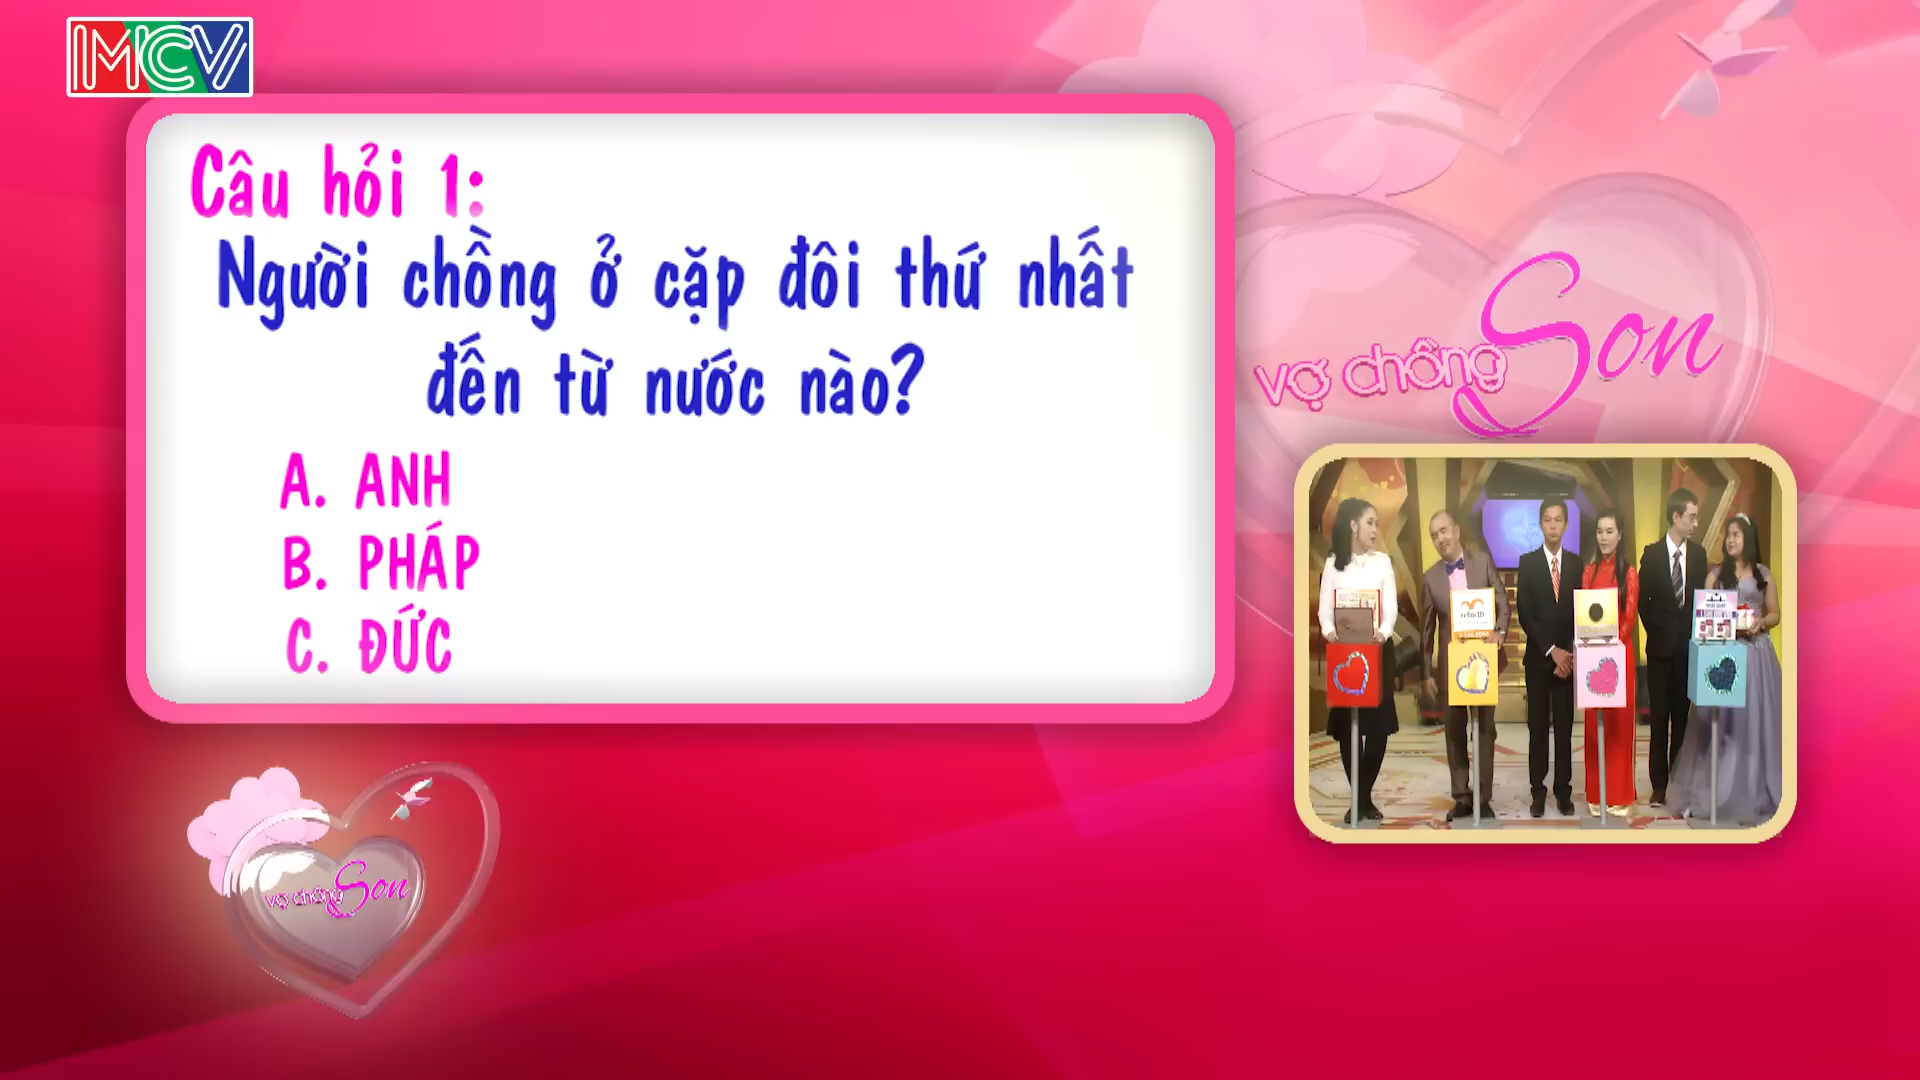 MCV
Câu hỏi 1:
Người chồng ở cặp đôi thứ nhất
đến từ nước nào?
A. ANH
B. PHÁP
C. ĐỨC
vợ chồng Son
vợ chồng Son